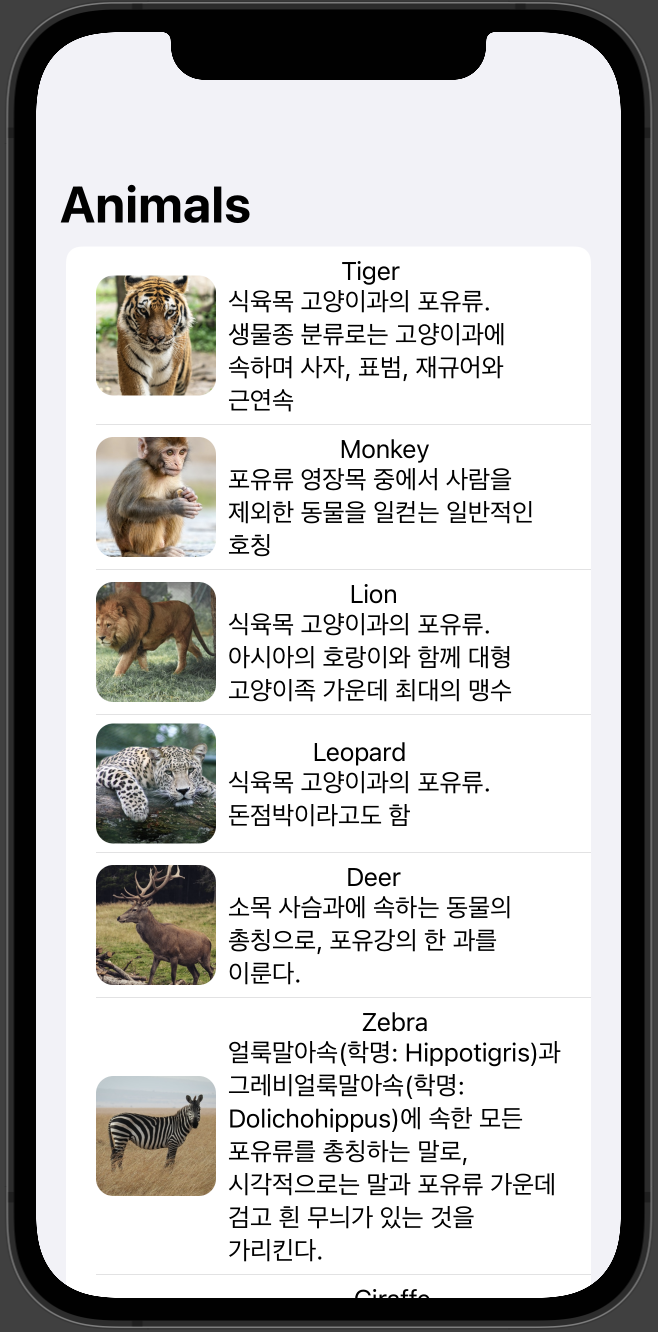 Animals
Tiger
식육목 고양이과의 포유류.
생물종 분류로는 고양이과에
속하며 사자, 표범, 재규어와
근연속
Monkey
포유류 영장목 중에서 사람을
제외한 동물을 일컫는 일반적인
호칭
Lion
식육목 고양이과의 포유류.
아시아의 호랑이와 함께 대형
고양이족 가운데 최대의 맹수
Leopard
식육목 고양이과의 포유류.
돈점박이라고도 함
Deer
소목 사슴과에 속하는 동물의
총칭으로, 포유강의 한 과를
이룬다.
Zebra
얼룩말아속(학명: Hippotigris)과
그레비얼룩말아속(학명:
Dolichohippus)에 속한 모든
포유류를 총칭하는 말로,
시각적으로는 말과 포유류 가운데
검고 흰 무늬가 있는 것을
가리킨다.
Giraffe